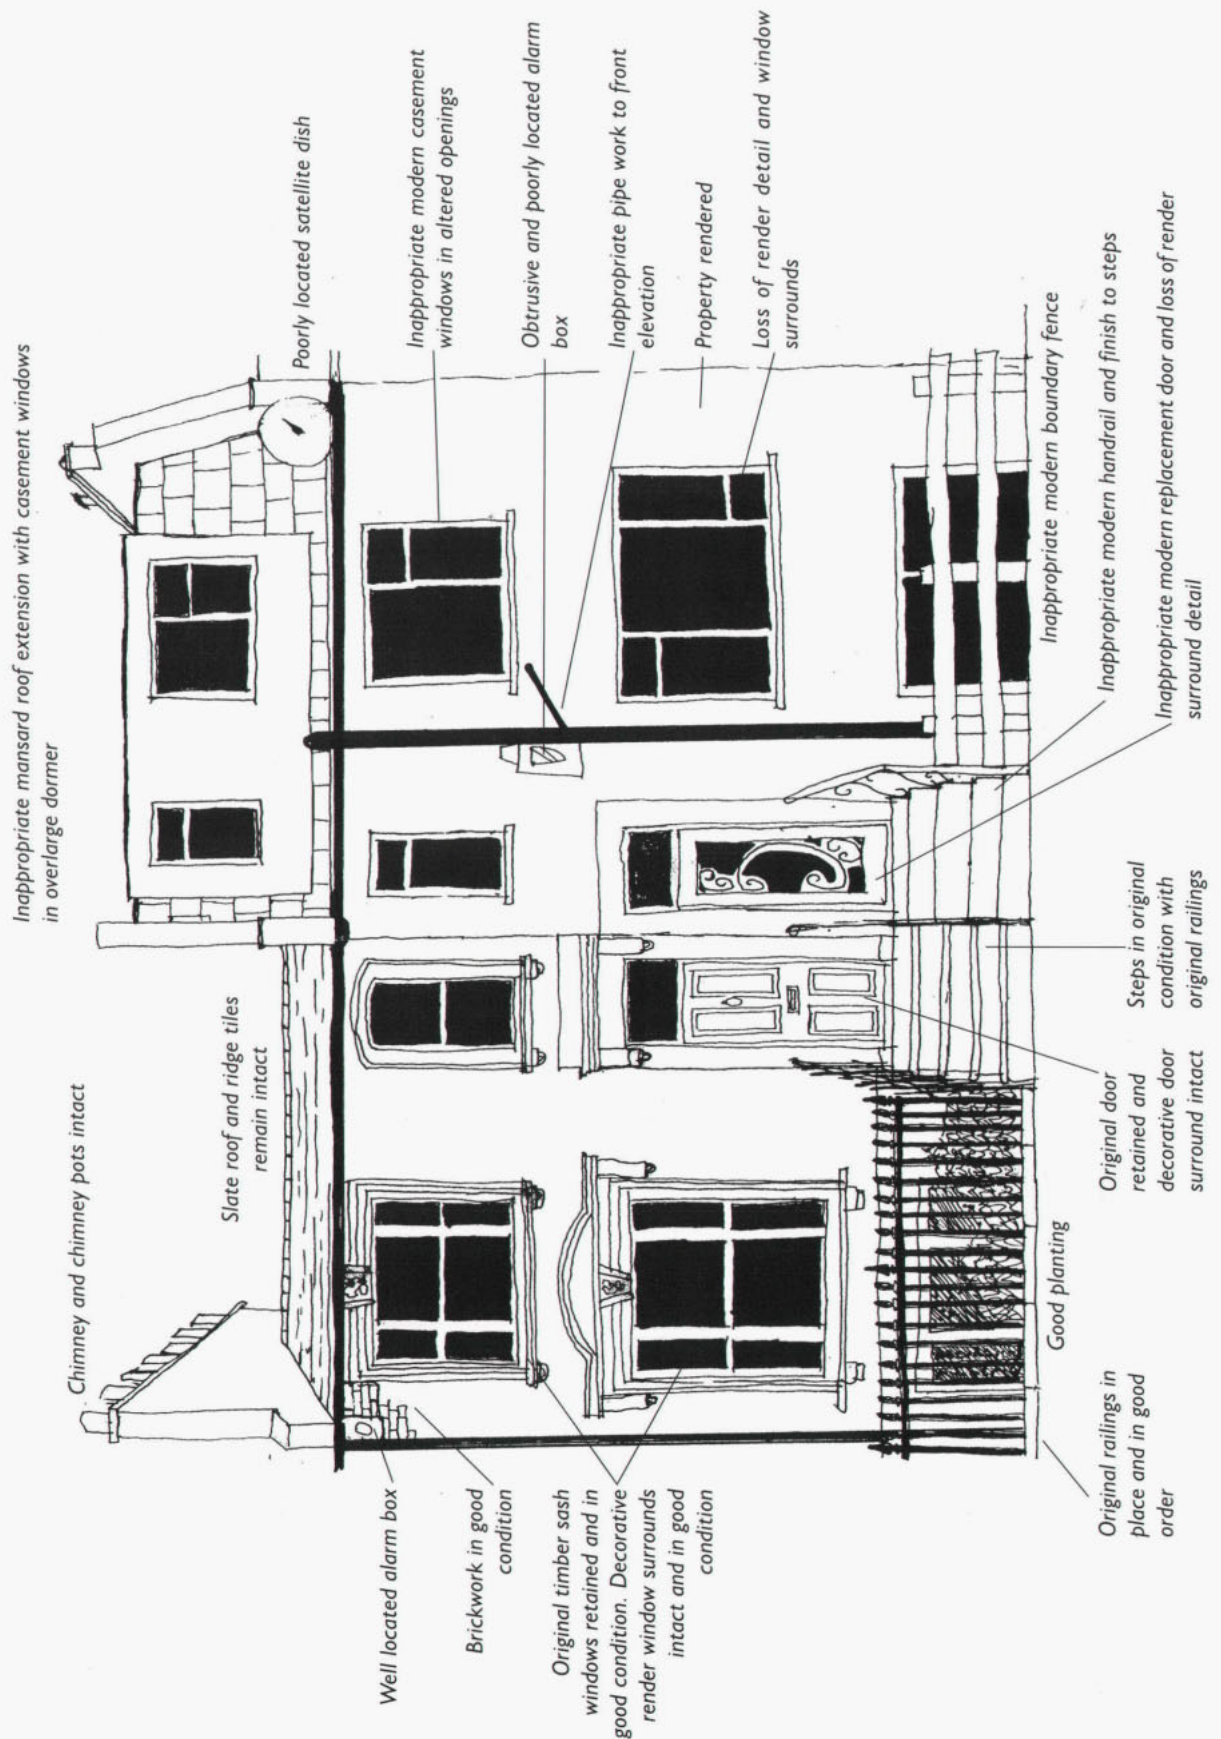 Inappropriate mansard roof extension with casement windows
in overlarge dormer
Chimney and chimney pots intact
Slate roof and ridge tiles
remain intact
Poorly located satellite dish
Well located alarm box
Inappropriate modern casement
windows in altered openings
Brickwork in good
condition
Obtrusive and poorly located alarm
box
Original timber sash
windows retained and in
good condition. Decorative
render window surrounds
intact and in good
condition
Inappropriate pipe work to front
elevation
Property rendered
Loss of render detail and window
surrounds
Good planting
Inappropriate modern boundary fence
Original railings in
place and in good
order
Original door
retained and
decorative door
surround intact
Steps in original
condition with
original railings
Inappropriate modern handrail and finish to steps
Inappropriate modern replacement door and loss of render
surround detail